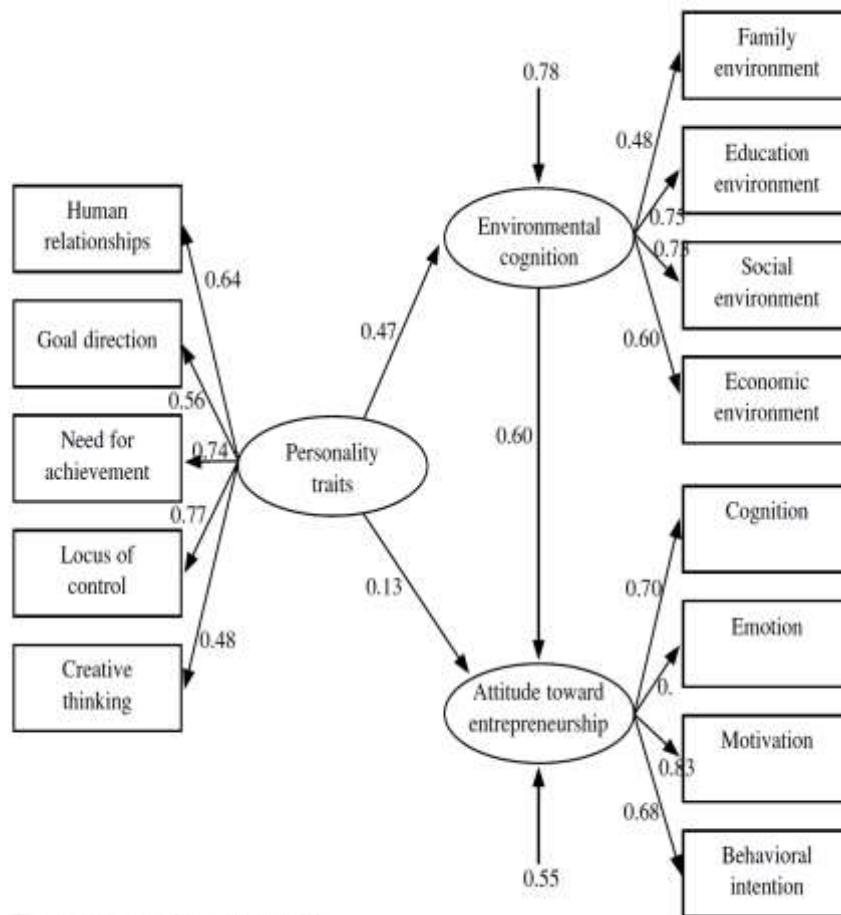 Family
environment
0.78
0.48
Education
environment
Human
relationships
Environmental
cognition
0.75
0.64
Social
environment
Goal direction
0.47
0.60
Economic
environment
0.56
Need for
achievement
0.74
Personality
traits
0.60
Cognition
0.77
Locus of
control
0.13
0.70
Emotion
0.48
Creative
thinking
Attitude toward
entrepreneurship
0.
Motivation
0.83
0.68
Behavioral
intention
0.55